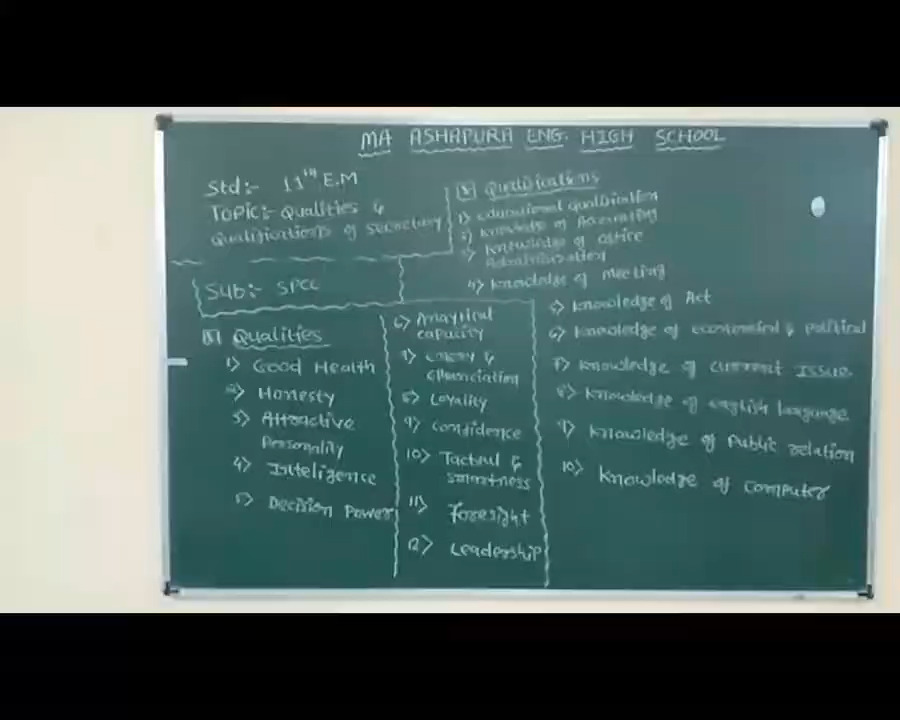 MA ASHAPURA ENG. HIGH SCHOOL
Std:- 11th E.M
TOPIC:- Qualities &
Qualifications of Secretary
Sub:- SPCC
Qualities
1) Good Health
2) Honesty
3) Attractive
Personality
4) Inteligence
5) Decision Power
6) Analytical
capacity
7)
8) Loyality
9) Confidence
10) Tactful &
smartness
11) Foresight
12) Leadership
Qualifications
1) Educational qualification
2) Knowledge of Accounting
3) Knowledge of office
Administration
4) Knowledge of Meeting
5) Knowledge of Act
6) Knowledge of economical & political
7) Knowledge of current Issue
8) Knowledge of english language
9) Knowledge of Public relation
10) Knowledge of computer